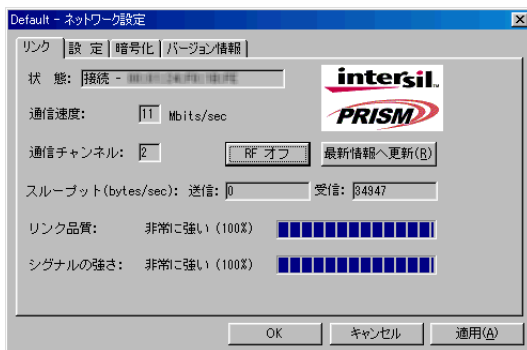 Default - ネットワーク設定
リンク 設 定 暗号化 バージョン情報
状 態: 接続 -
intersil
PRISM
通信速度: 11 Mbits/sec
通信チャンネル: 2 RF オフ 最新情報へ更新(R)
スループット(bytes/sec): 送信: 0 受信: 34947
リンク品質: 非常に強い (100%)
シグナルの強さ: 非常に強い (100%)
OK キャンセル 適用(A)